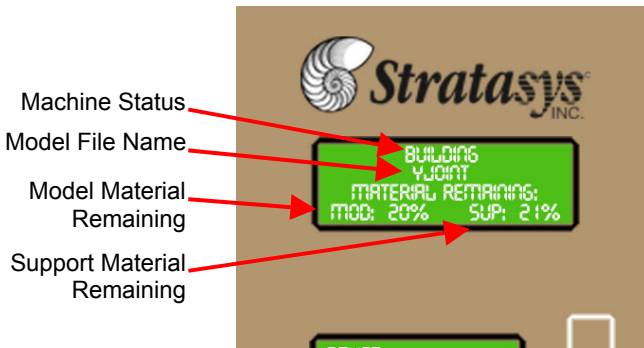 Stratasys
INC.
Machine Status
Model File Name
Model Material
Remaining
Support Material
Remaining
BUILDING
YJOINT
MATERIAL REMAINING:
MOD: 20% SUP: 21%